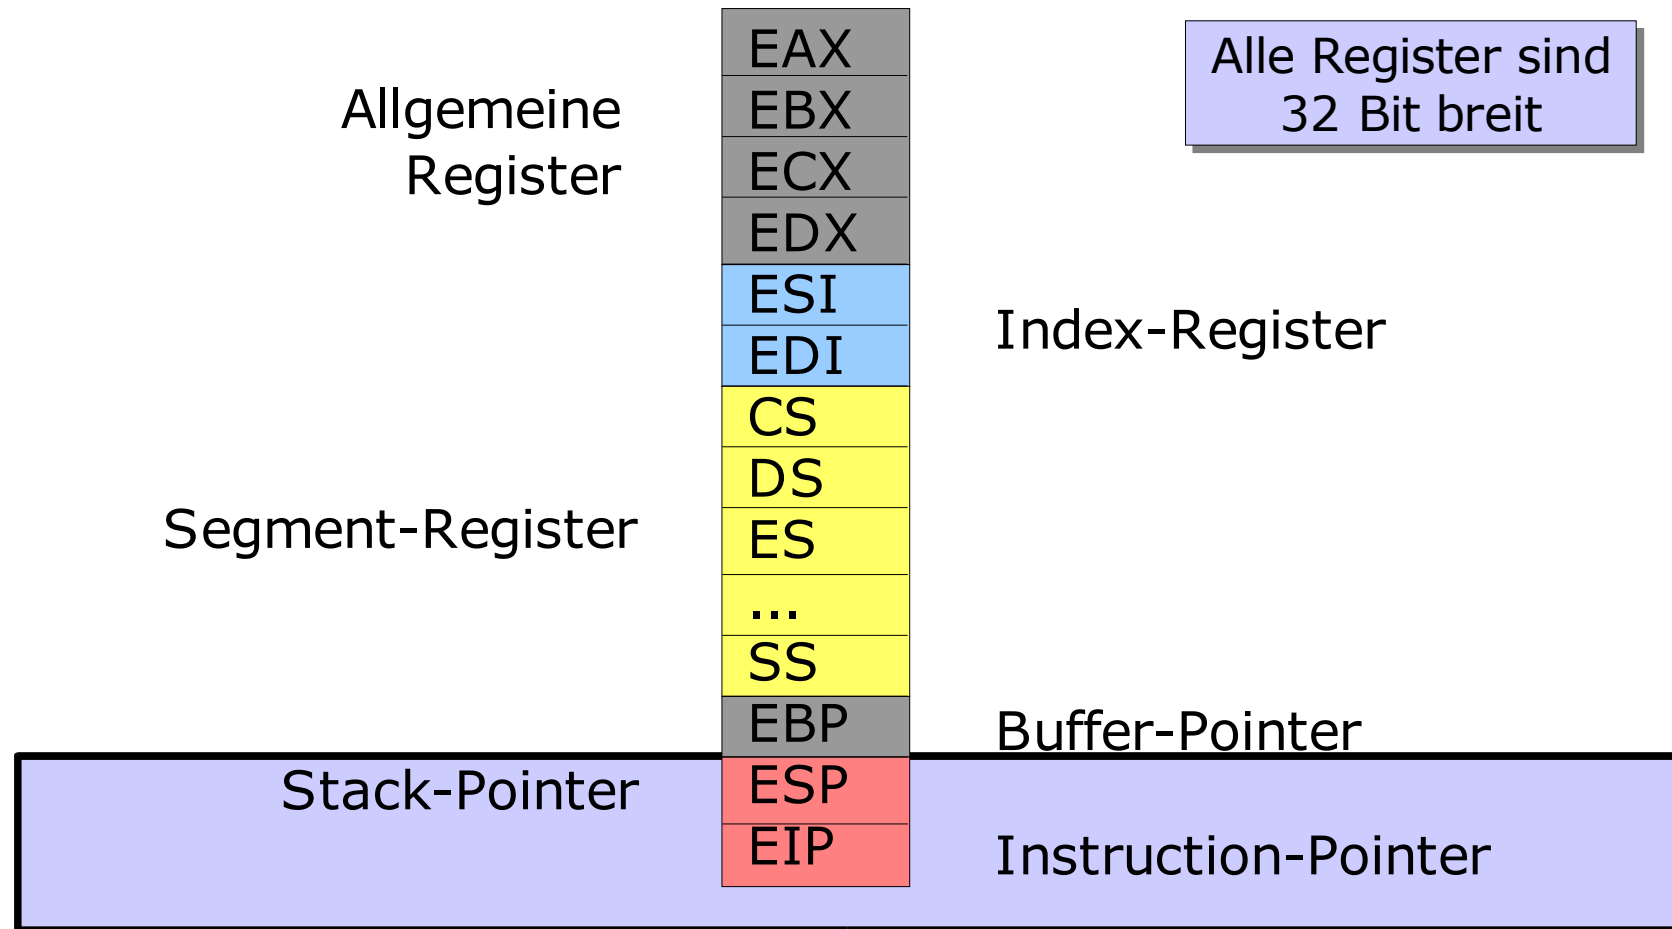 EAX
Alle Register sind
32 Bit breit
Allgemeine
Register
EBX
ECX
EDX
ESI
Index-Register
EDI
CS
DS
Segment-Register
ES
...
SS
EBP
Buffer-Pointer
Stack-Pointer
ESP
EIP
Instruction-Pointer